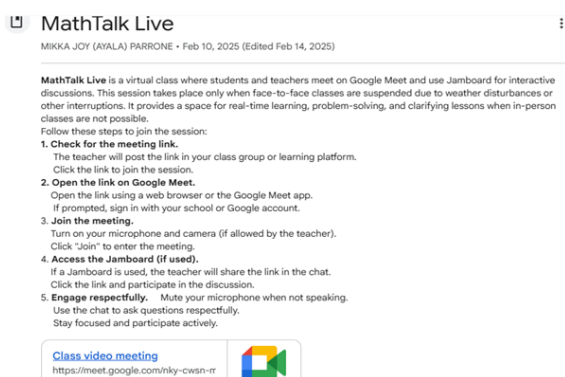 MathTalk Live
MIKKA JOY (AYALA) PARRONE • Feb 10, 2025 (Edited Feb 14, 2025)
MathTalk Live is a virtual class where students and teachers meet on Google Meet and use Jamboard for interactive
discussions. This session takes place only when face-to-face classes are suspended due to weather disturbances or
other interruptions. It provides a space for real-time learning, problem-solving, and clarifying lessons when in-person
classes are not possible.
Follow these steps to join the session:
1. Check for the meeting link.
The teacher will post the link in your class group or learning platform.
Click the link to join the session.
2. Open the link on Google Meet.
Open the link using a web browser or the Google Meet app.
If prompted, sign in with your school or Google account.
3. Join the meeting.
Turn on your microphone and camera (if allowed by the teacher).
Click "Join" to enter the meeting.
4. Access the Jamboard (if used).
If a Jamboard is used, the teacher will share the link in the chat.
Click the link and participate in the discussion.
5. Engage respectfully. Mute your microphone when not speaking.
Use the chat to ask questions respectfully.
Stay focused and participate actively.
Class video meeting
https://meet.google.com/nky-cwsn-m